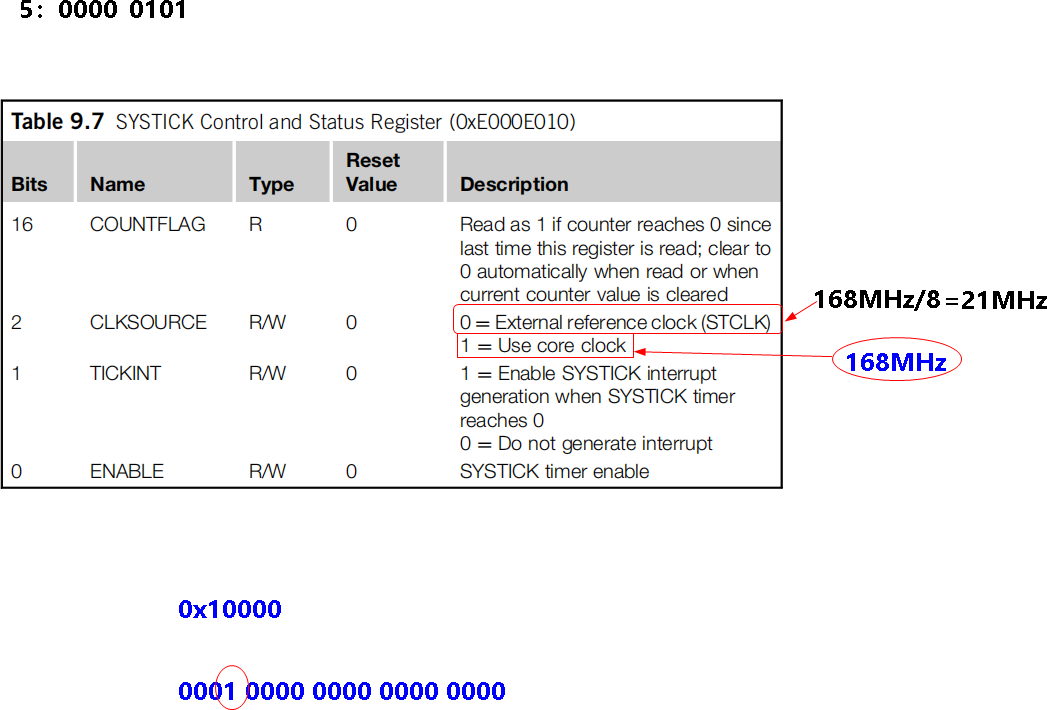 5：0000 0101
Table 9.7 SYSTICK Control and Status Register (0xE000E010)
Bits Name Type Reset Value Description
16 COUNTFLAG R 0 Read as 1 if counter reaches 0 since
last time this register is read; clear to
0 automatically when read or when
current counter value is cleared
2 CLKSOURCE R/W 0 0 = External reference clock (STCLK)
168MHz/8 =21MHz
1 = Use core clock
168MHz
1 TICKINT R/W 0 1 = Enable SYSTICK interrupt
generation when SYSTICK timer
reaches 0
0 = Do not generate interrupt
0 ENABLE R/W 0 SYSTICK timer enable
0x10000
0001 0000 0000 0000 0000